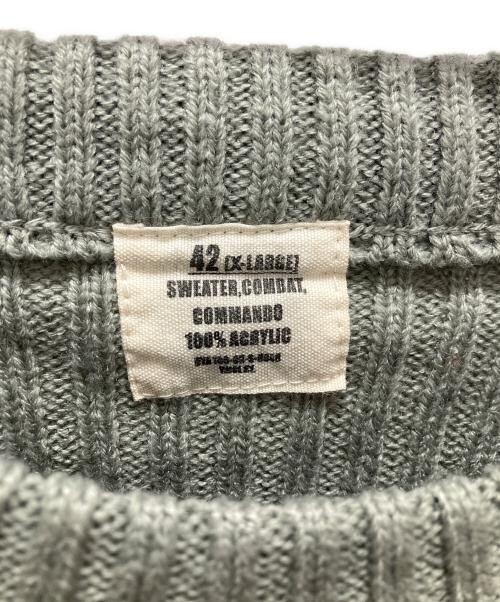 42 [X-LARGE]
SWEATER,COMBAT,
COMMANDO
100% ACRYLIC